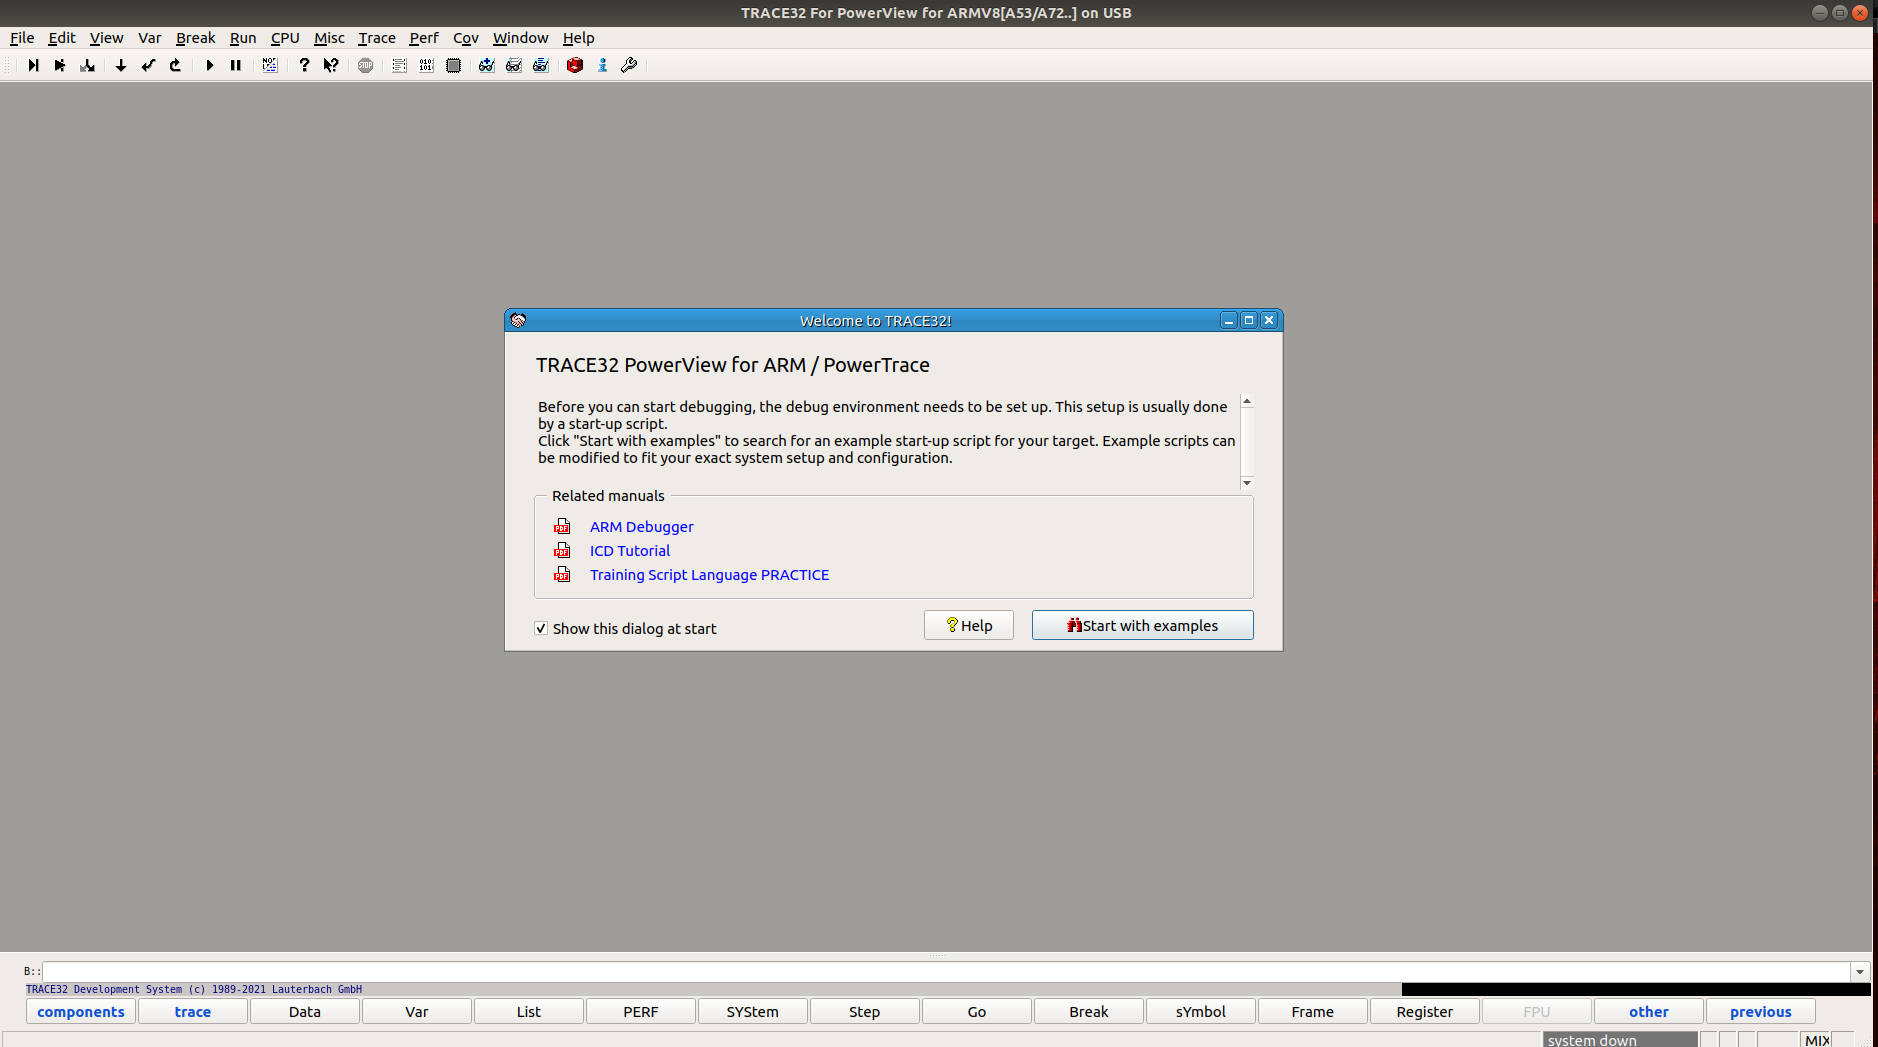 TRACE32 For PowerView for ARMV8[A53/A72..] on USB
File Edit View Var Break Run CPU Misc Trace Perf Cov Window Help
Welcome to TRACE32!
TRACE32 PowerView for ARM / PowerTrace
Before you can start debugging, the debug environment needs to be set up. This setup is usually done
by a start-up script.
Click "Start with examples" to search for an example start-up script for your target. Example scripts can
be modified to fit your exact system setup and configuration.
Related manuals
PDF ARM Debugger
PDF ICD Tutorial
PDF Training Script Language PRACTICE
Show this dialog at start ? Help Start with examples
B::
TRACE32 Development System (c) 1989-2021 Lauterbach GmbH
components trace Data Var List PERF SYStem Step Go Break sYmbol Frame Register FPU other previous
system down MIX